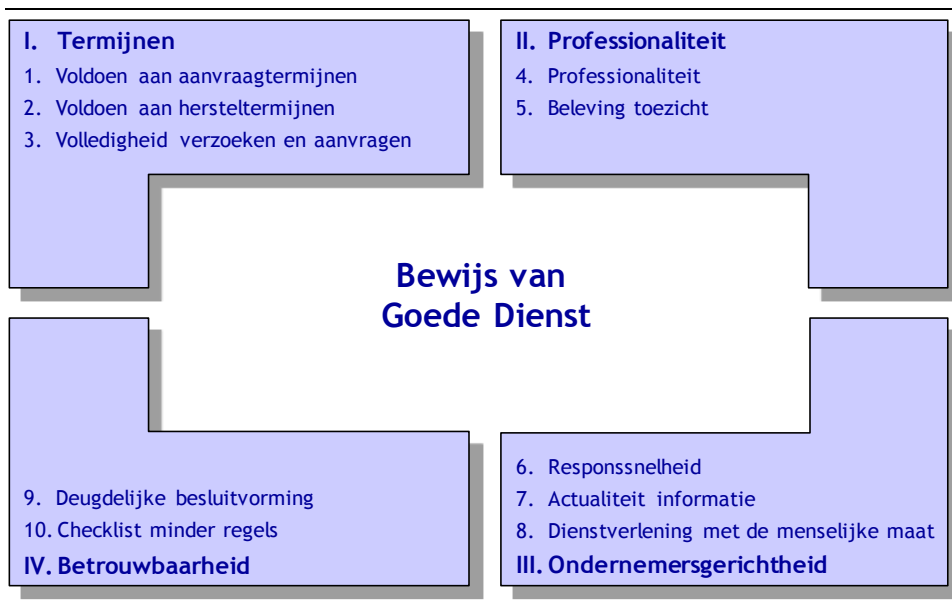 I. Termijnen
1. Voldoen aan aanvraagtermijnen
2. Voldoen aan hersteltermijnen
3. Volledigheid verzoeken en aanvragen
II. Professionaliteit
4. Professionaliteit
5. Beleving toezicht
Bewijs van
Goede Dienst
9. Deugdelijke besluitvorming
10. Checklist minder regels
IV. Betrouwbaarheid
6. Responssnelheid
7. Actualiteit informatie
8. Dienstverlening met de menselijke maat
III. Ondernemersgerichtheid